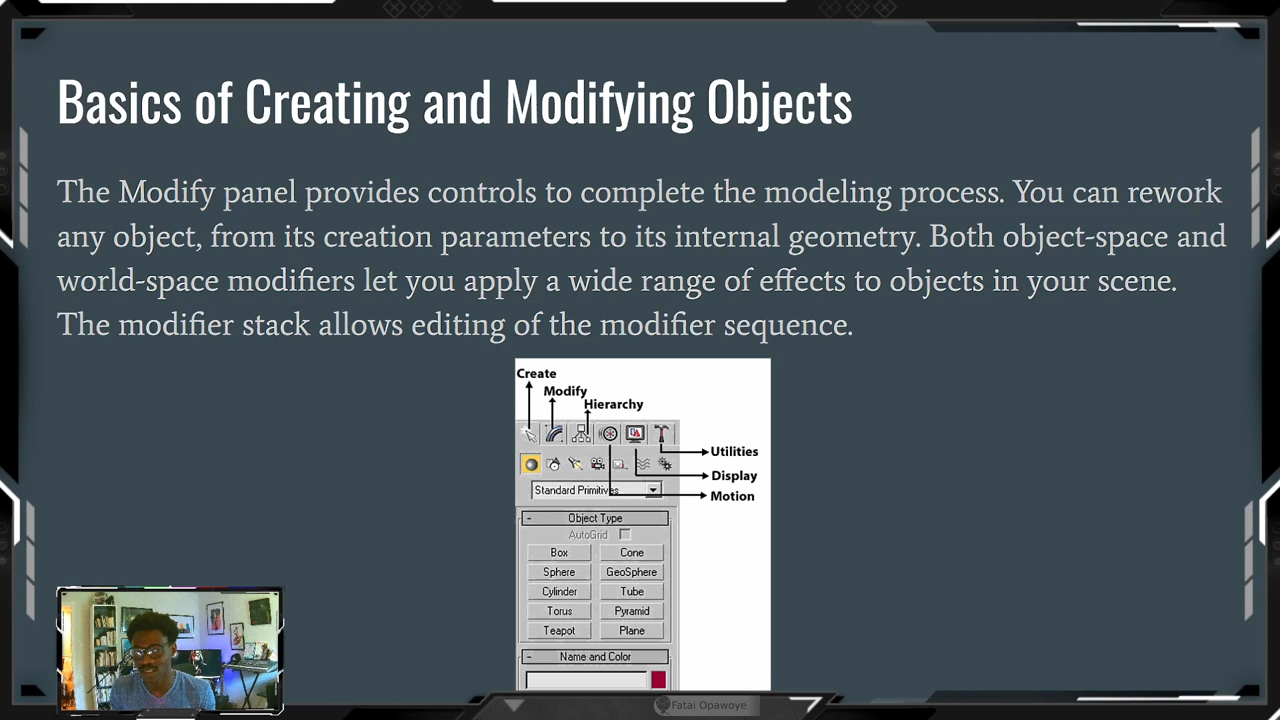 Basics of Creating and Modifying Objects
The Modify panel provides controls to complete the modeling process. You can rework
any object, from its creation parameters to its internal geometry. Both object-space and
world-space modifiers let you apply a wide range of effects to objects in your scene.
The modifier stack allows editing of the modifier sequence.
Create
Modify
Hierarchy
Utilities
Display
Motion
Standard Primitives
- Object Type
AutoGrid
Box Cone
Sphere GeoSphere
Cylinder Tube
Torus Pyramid
Teapot Plane
- Name and Color
Fatai Opawoye